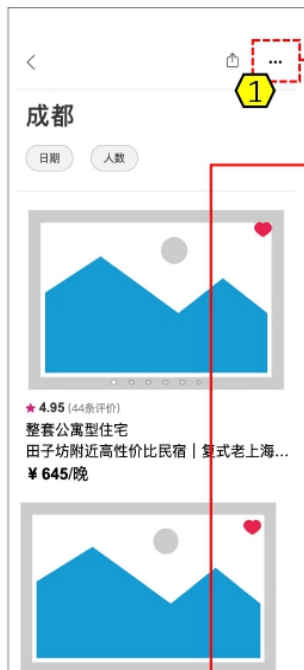 1
成都
日期 人数
★ 4.95 (44条评价)
整套公寓型住宅
田子坊附近高性价比民宿｜复式老上海...
¥ 645/晚